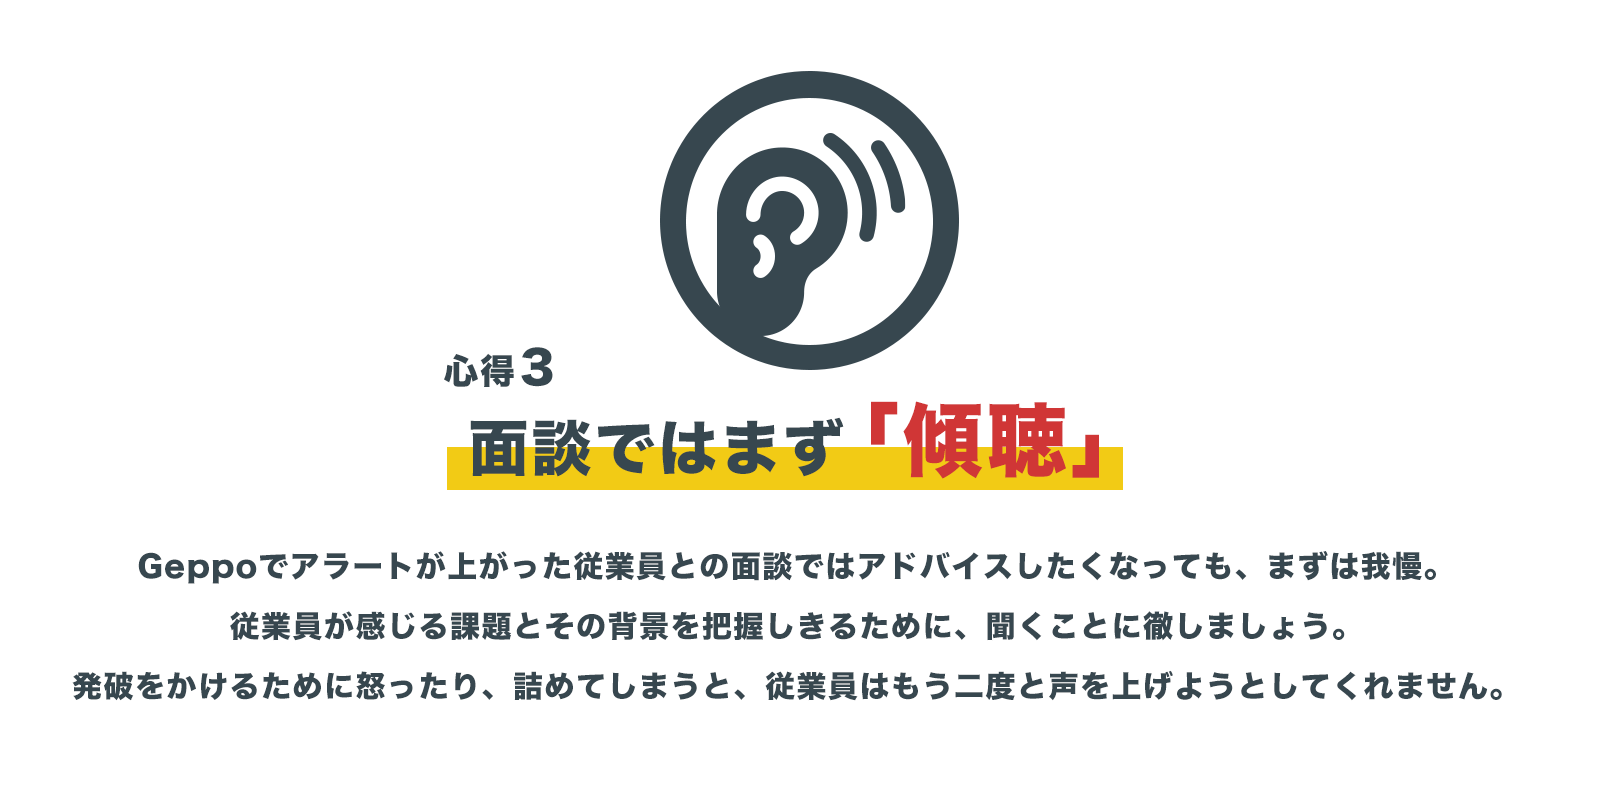 心得3
面談ではまず「傾聴」
Geppoでアラートが上がった従業員との面談ではアドバイスしたくなっても、まずは我慢。
従業員が感じる課題とその背景を把握しきるために、聞くことに徹しましょう。
発破をかけるために怒ったり、詰めてしまうと、従業員はもう二度と声を上げようとしてくれません。